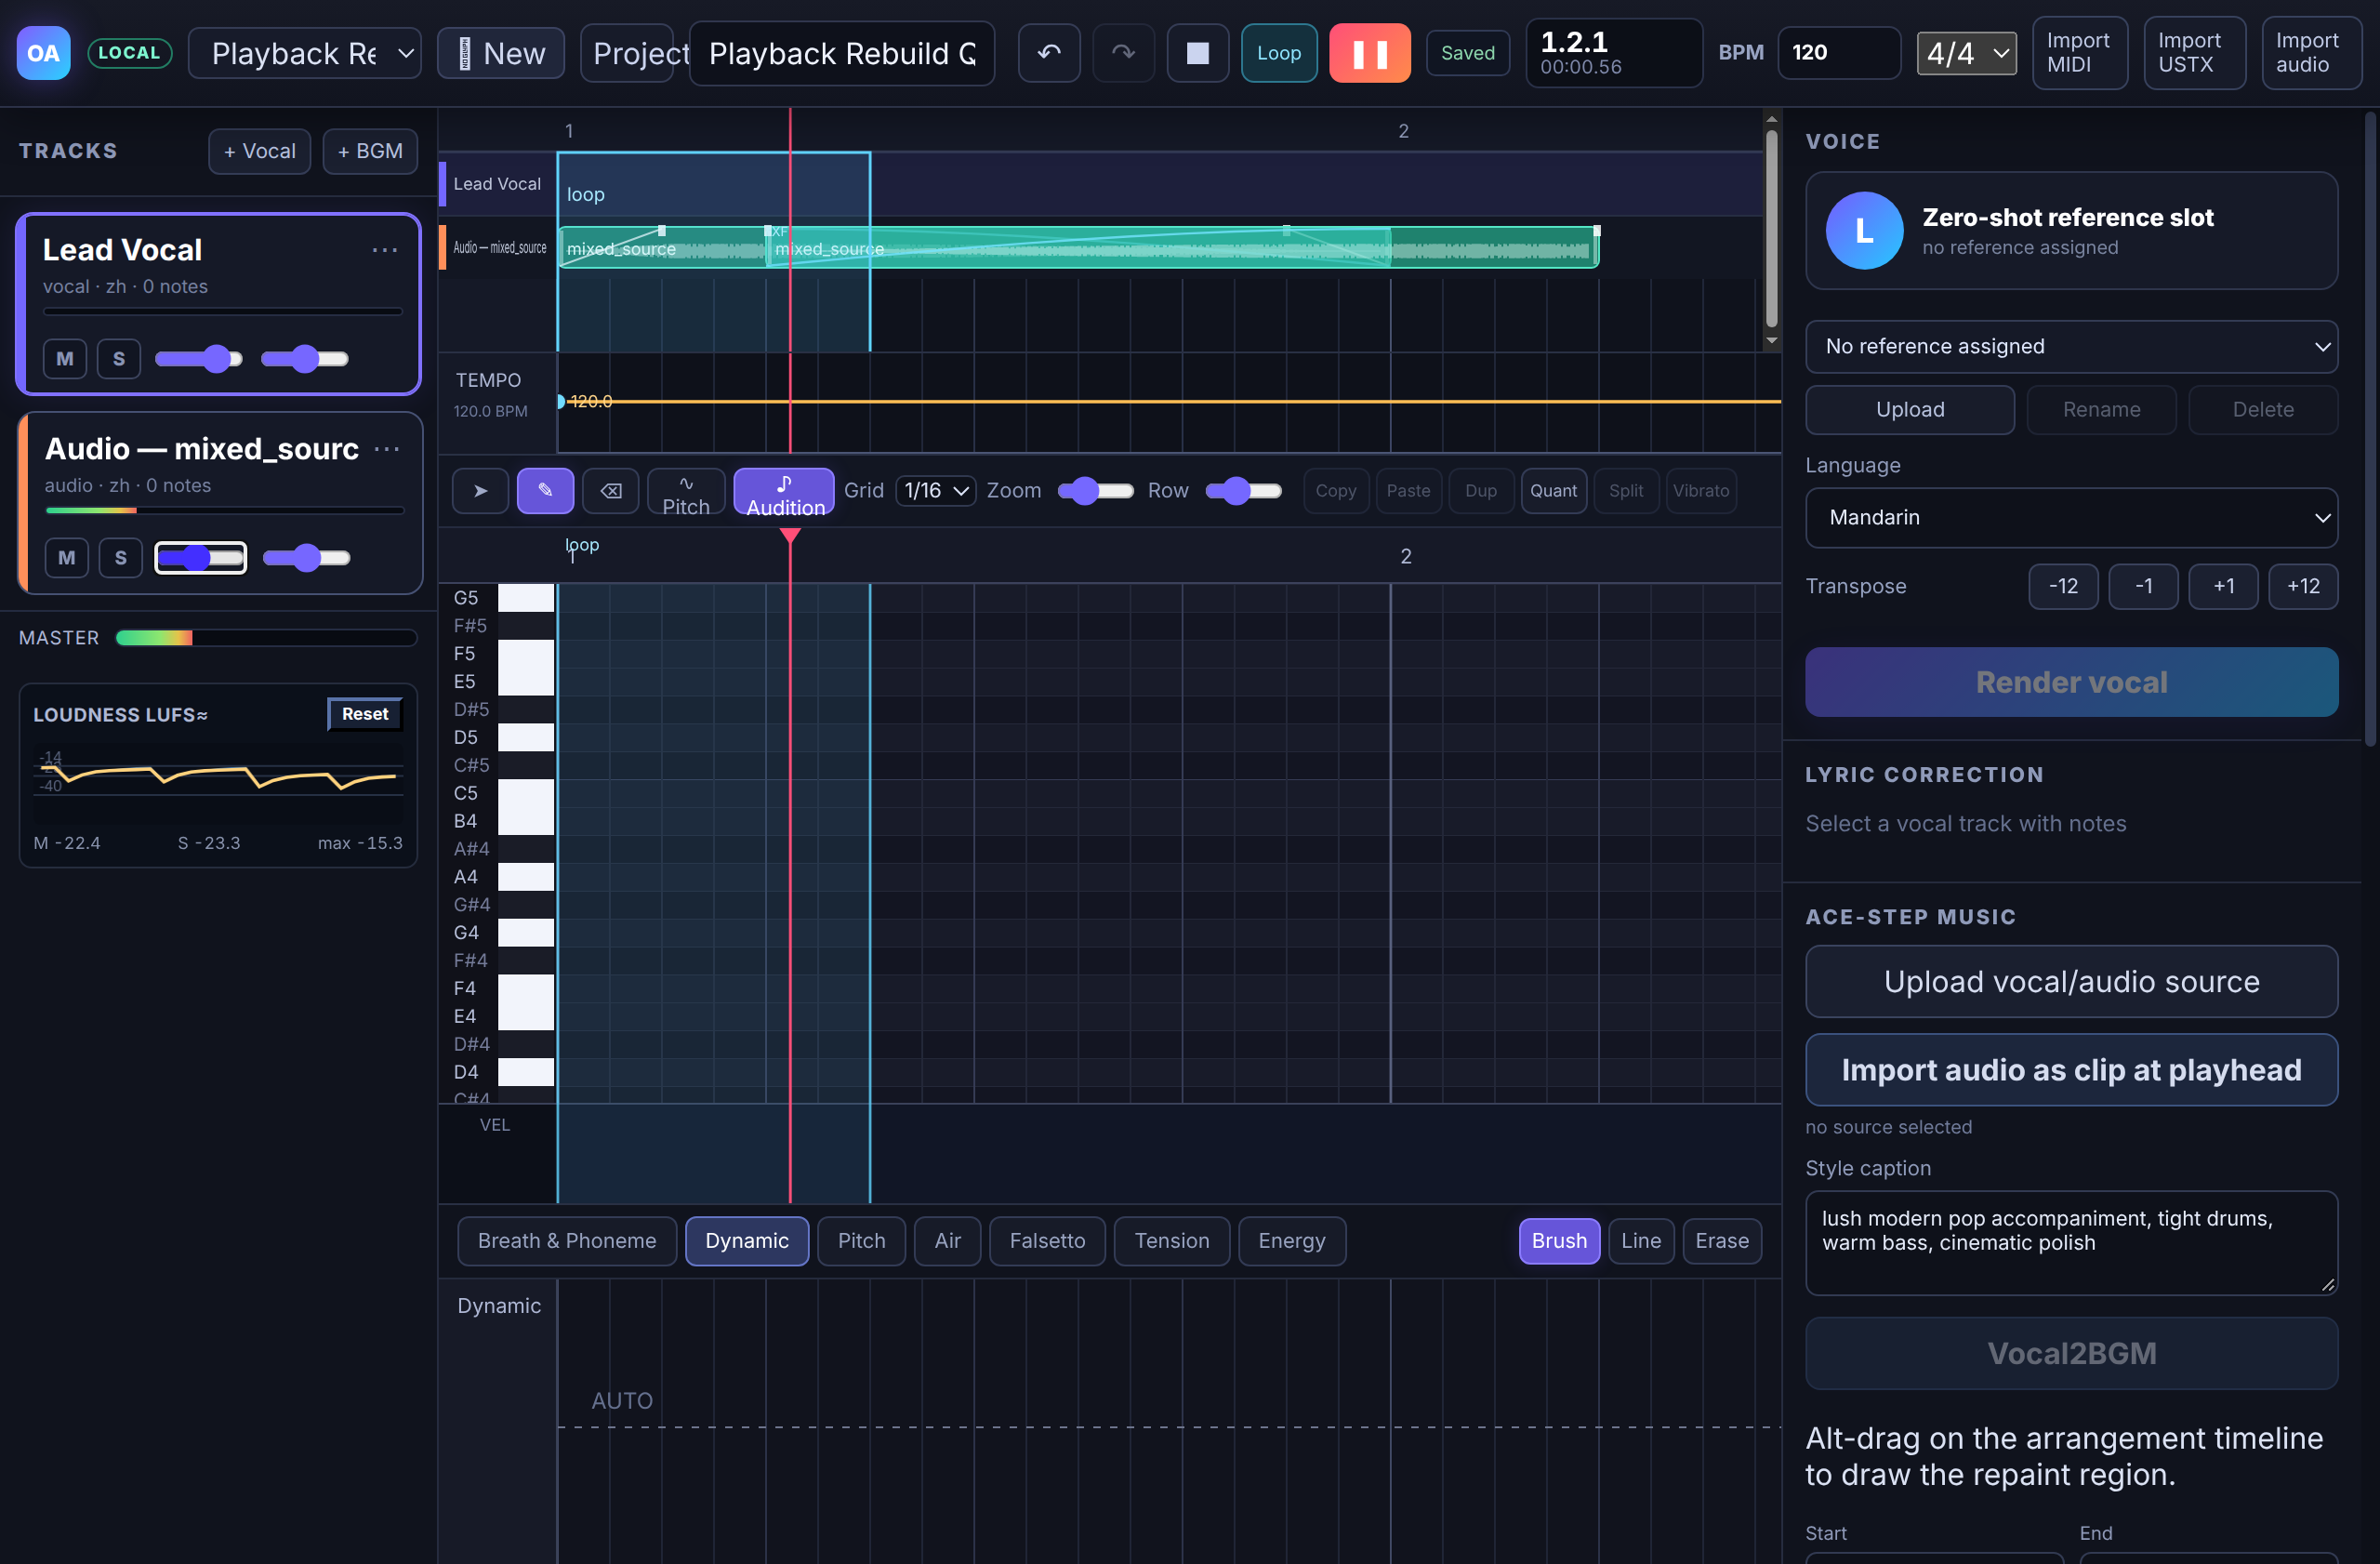 OA
LOCAL
Playback Re
New
Project
Playback Rebuild Q
Loop
Saved
1.2.1
00:00.56
BPM
120
4/4
Import
MIDI
Import
USTX
Import
audio
TRACKS
+ Vocal
+ BGM
Lead Vocal
vocal · zh · 0 notes
M
S
Audio — mixed_sourc
audio · zh · 0 notes
M
S
MASTER
LOUDNESS LUFS≈
Reset
-14
-40
M -22.4
S -23.3
max -15.3
1
2
Lead Vocal
loop
Audio — mixed_source
mixed_source
XF
mixed_source
TEMPO
120.0 BPM
120.0
Pitch
Audition
Grid
1/16
Zoom
Row
Copy
Paste
Dup
Quant
Split
Vibrato
loop
1
2
G5
F#5
F5
E5
D#5
D5
C#5
C5
B4
A#4
A4
G#4
G4
F#4
F4
E4
D#4
D4
C#4
VEL
Breath & Phoneme
Dynamic
Pitch
Air
Falsetto
Tension
Energy
Brush
Line
Erase
Dynamic
AUTO
VOICE
L
Zero-shot reference slot
no reference assigned
No reference assigned
Upload
Rename
Delete
Language
Mandarin
Transpose
-12
-1
+1
+12
Render vocal
LYRIC CORRECTION
Select a vocal track with notes
ACE-STEP MUSIC
Upload vocal/audio source
Import audio as clip at playhead
no source selected
Style caption
lush modern pop accompaniment, tight drums,
warm bass, cinematic polish
Vocal2BGM
Alt-drag on the arrangement timeline
to draw the repaint region.
Start
End